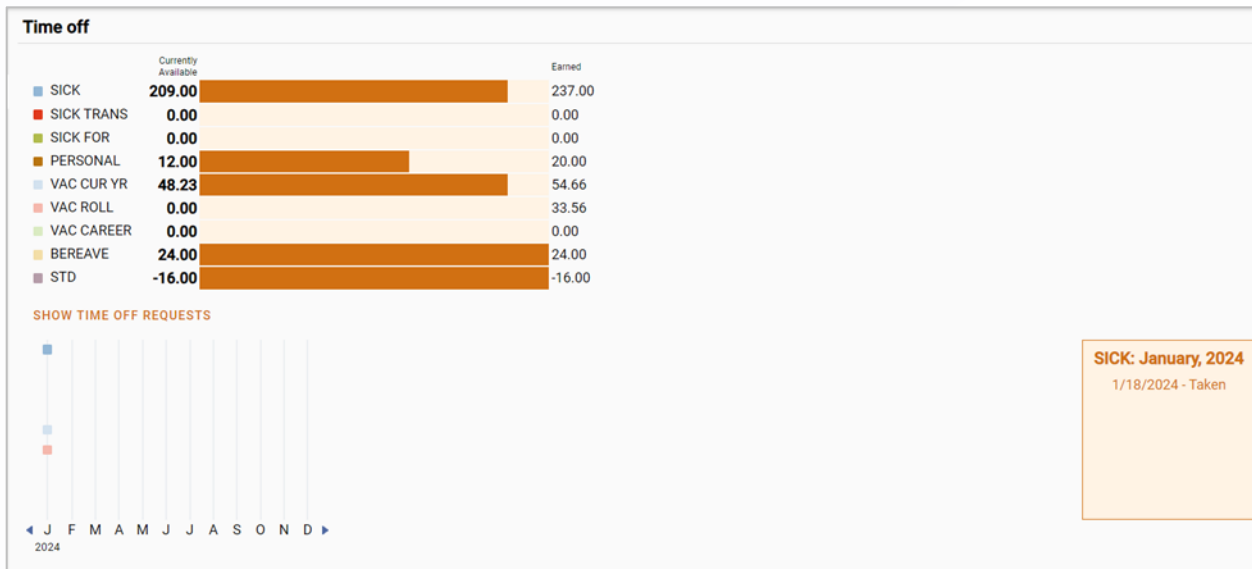 Time off
Currently
Available
Earned
SICK 209.00 237.00
SICK TRANS 0.00 0.00
SICK FOR 0.00 0.00
PERSONAL 12.00 20.00
VAC CUR YR 48.23 54.66
VAC ROLL 0.00 33.56
VAC CAREER 0.00 0.00
BEREAVE 24.00 24.00
STD -16.00 -16.00
SHOW TIME OFF REQUESTS
SICK: January, 2024
1/18/2024 - Taken
J F M A M J J A S O N D
2024